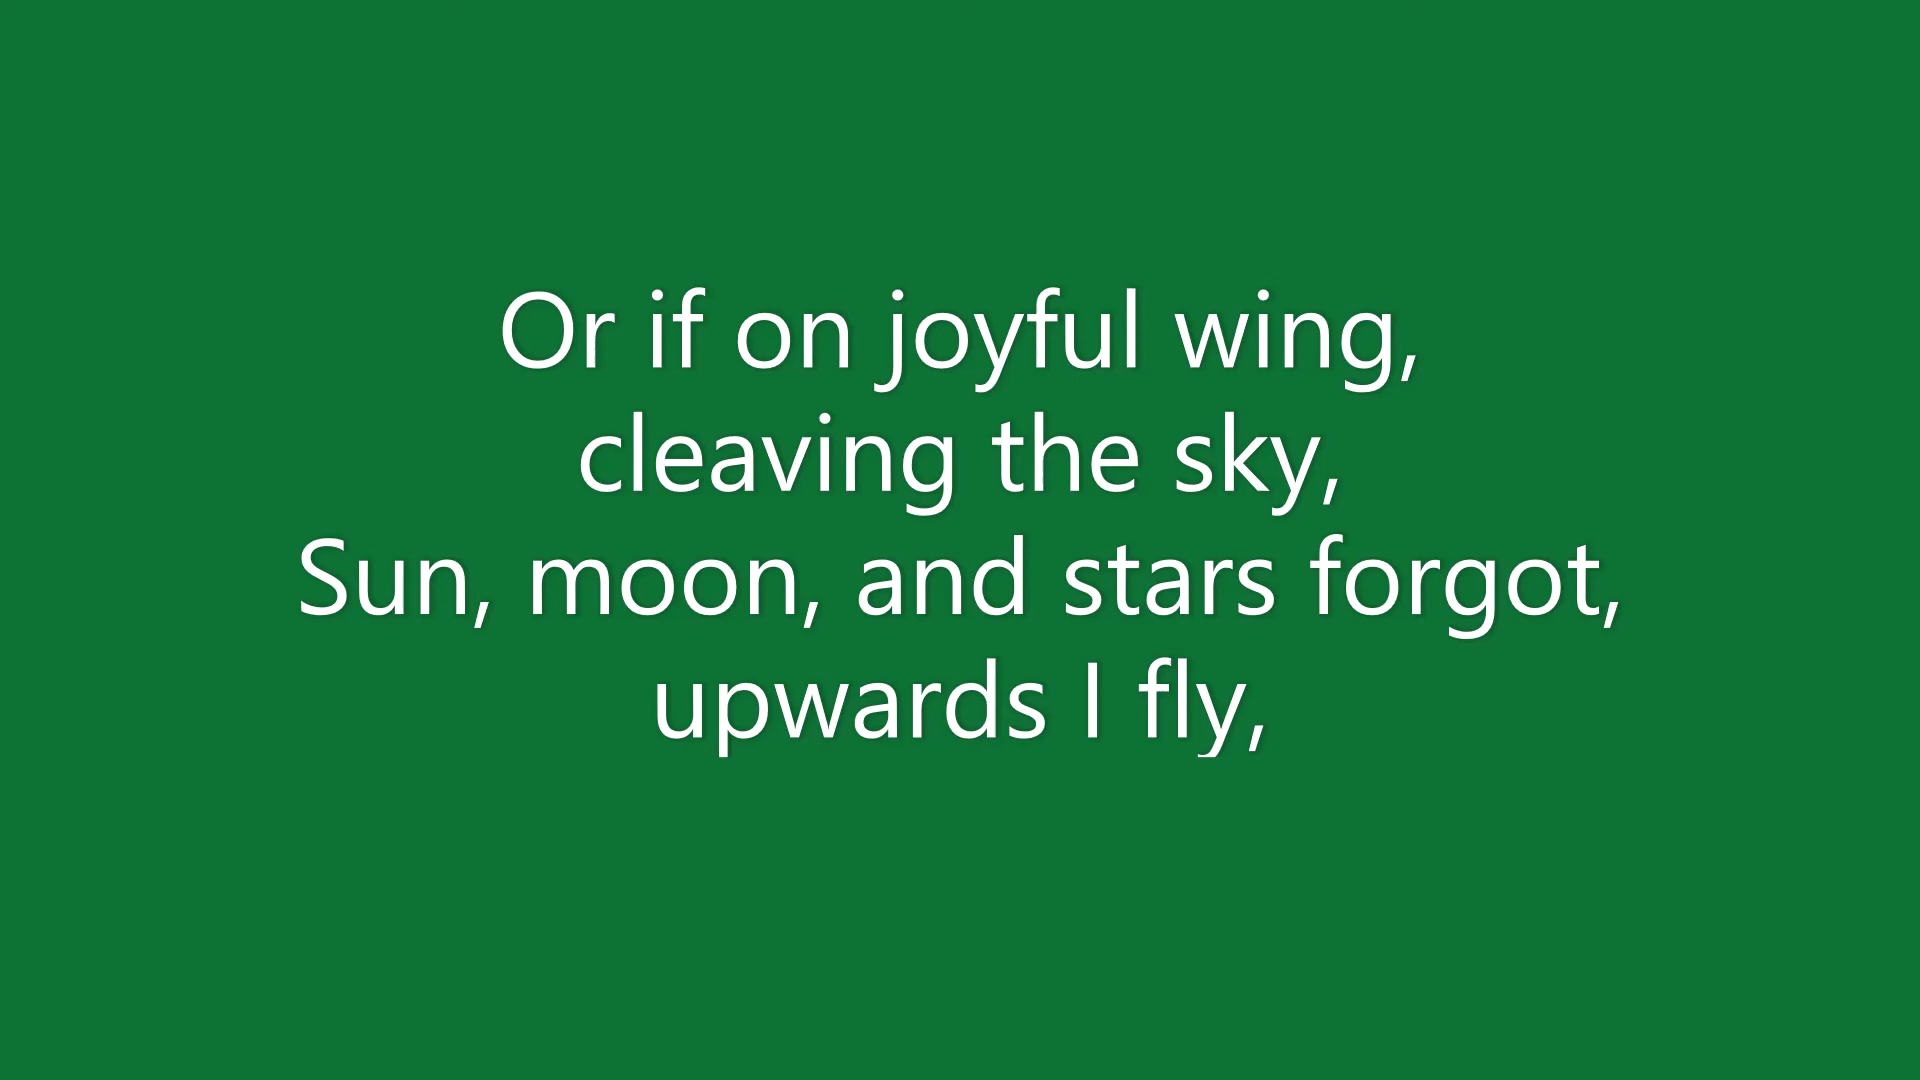 Or if on joyful wing,
cleaving the sky,
Sun, moon, and stars forgot,
upwards I fly,